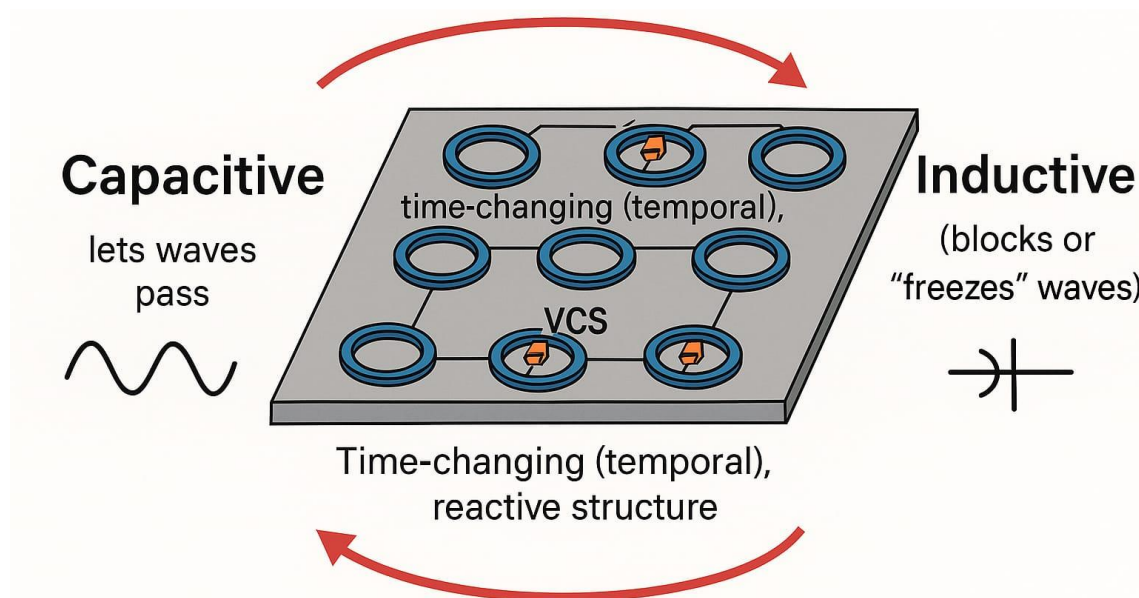 Capacitive
lets waves
pass
time-changing (temporal),
VCS
Inductive
(blocks or
“freezes” waves)
Time-changing (temporal),
reactive structure